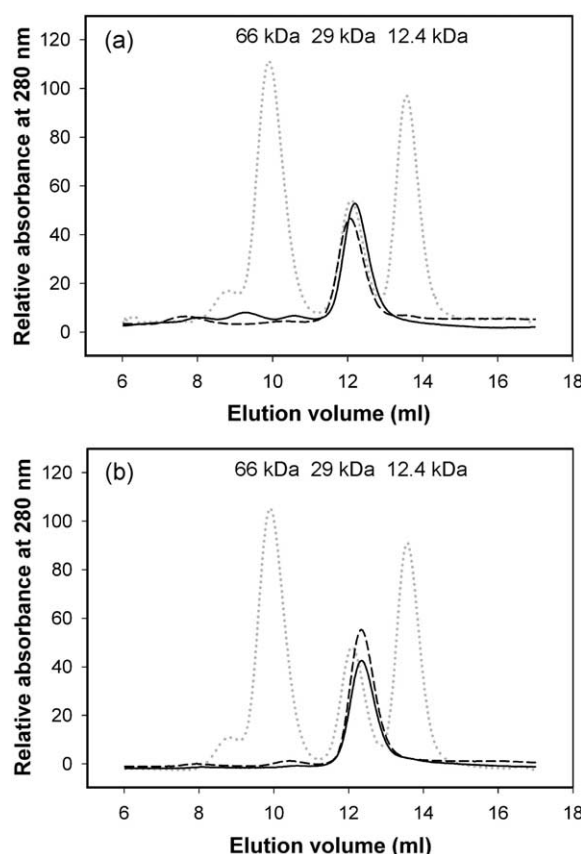 (a)
66 kDa 29 kDa 12.4 kDa
Relative absorbance at 280 nm
120
100
80
60
40
20
0
6 8 10 12 14 16 18
Elution volume (ml)
(b)
66 kDa 29 kDa 12.4 kDa
Relative absorbance at 280 nm
120
100
80
60
40
20
0
6 8 10 12 14 16 18
Elution volume (ml)